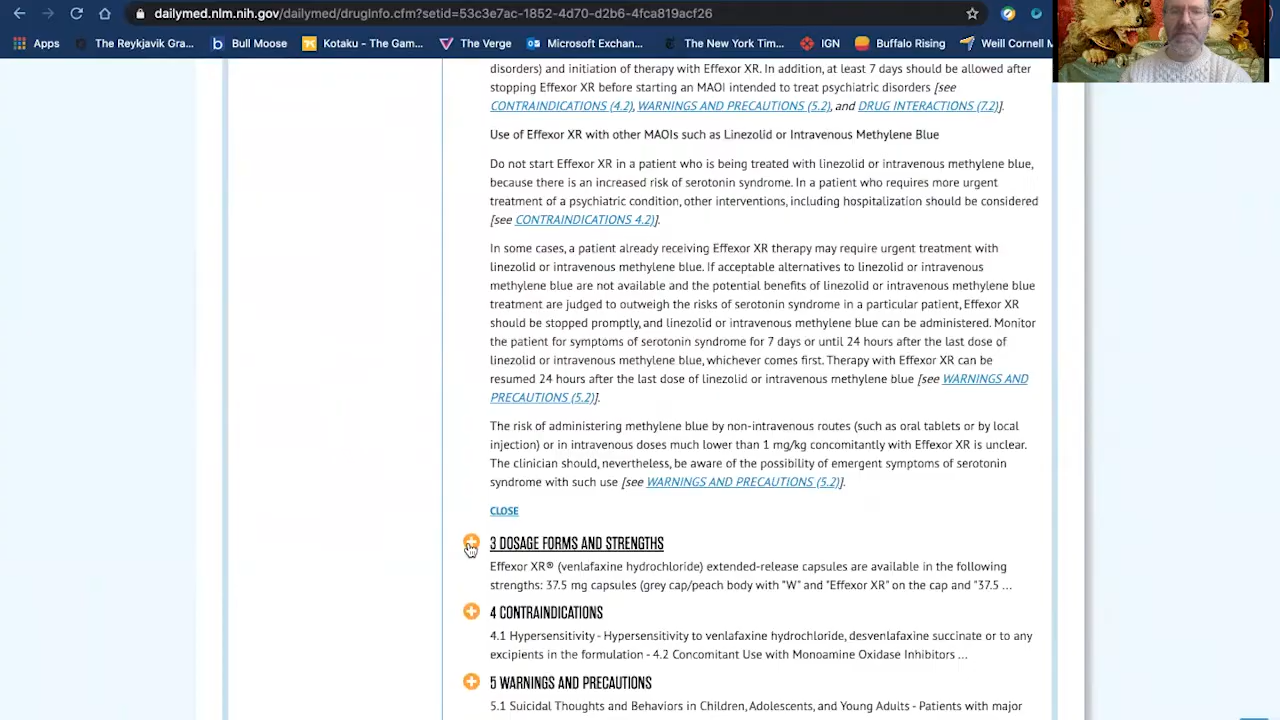 dailymed.nlm.nih.gov/dailymed/drugInfo.cfm?setid=53c3e7ac-1852-4d70-d2b6-4fca819acf26
Apps The Reykjavik Gra... Bull Moose Kotaku - The Gam... The Verge Microsoft Exchan... The New York Tim... IGN Buffalo Rising Weill Cornell M
disorders) and initiation of therapy with Effexor XR. In addition, at least 7 days should be allowed after
stopping Effexor XR before starting an MAOI intended to treat psychiatric disorders [see
CONTRAINDICATIONS (4.2), WARNINGS AND PRECAUTIONS (5.2), and DRUG INTERACTIONS (7.2)].
Use of Effexor XR with other MAOIs such as Linezolid or Intravenous Methylene Blue
Do not start Effexor XR in a patient who is being treated with linezolid or intravenous methylene blue,
because there is an increased risk of serotonin syndrome. In a patient who requires more urgent
treatment of a psychiatric condition, other interventions, including hospitalization should be considered
[see CONTRAINDICATIONS 4.2)].
In some cases, a patient already receiving Effexor XR therapy may require urgent treatment with
linezolid or intravenous methylene blue. If acceptable alternatives to linezolid or intravenous
methylene blue are not available and the potential benefits of linezolid or intravenous methylene blue
treatment are judged to outweigh the risks of serotonin syndrome in a particular patient, Effexor XR
should be stopped promptly, and linezolid or intravenous methylene blue can be administered. Monitor
the patient for symptoms of serotonin syndrome for 7 days or until 24 hours after the last dose of
linezolid or intravenous methylene blue, whichever comes first. Therapy with Effexor XR can be
resumed 24 hours after the last dose of linezolid or intravenous methylene blue [see WARNINGS AND
PRECAUTIONS (5.2)].
The risk of administering methylene blue by non-intravenous routes (such as oral tablets or by local
injection) or in intravenous doses much lower than 1 mg/kg concomitantly with Effexor XR is unclear.
The clinician should, nevertheless, be aware of the possibility of emergent symptoms of serotonin
syndrome with such use [see WARNINGS AND PRECAUTIONS (5.2)].
CLOSE
3 DOSAGE FORMS AND STRENGTHS
Effexor XR® (venlafaxine hydrochloride) extended-release capsules are available in the following
strengths: 37.5 mg capsules (grey cap/peach body with "W" and "Effexor XR" on the cap and "37.5 ...
4 CONTRAINDICATIONS
4.1 Hypersensitivity - Hypersensitivity to venlafaxine hydrochloride, desvenlafaxine succinate or to any
excipients in the formulation - 4.2 Concomitant Use with Monoamine Oxidase Inhibitors ...
5 WARNINGS AND PRECAUTIONS
5.1 Suicidal Thoughts and Behaviors in Children, Adolescents, and Young Adults - Patients with major